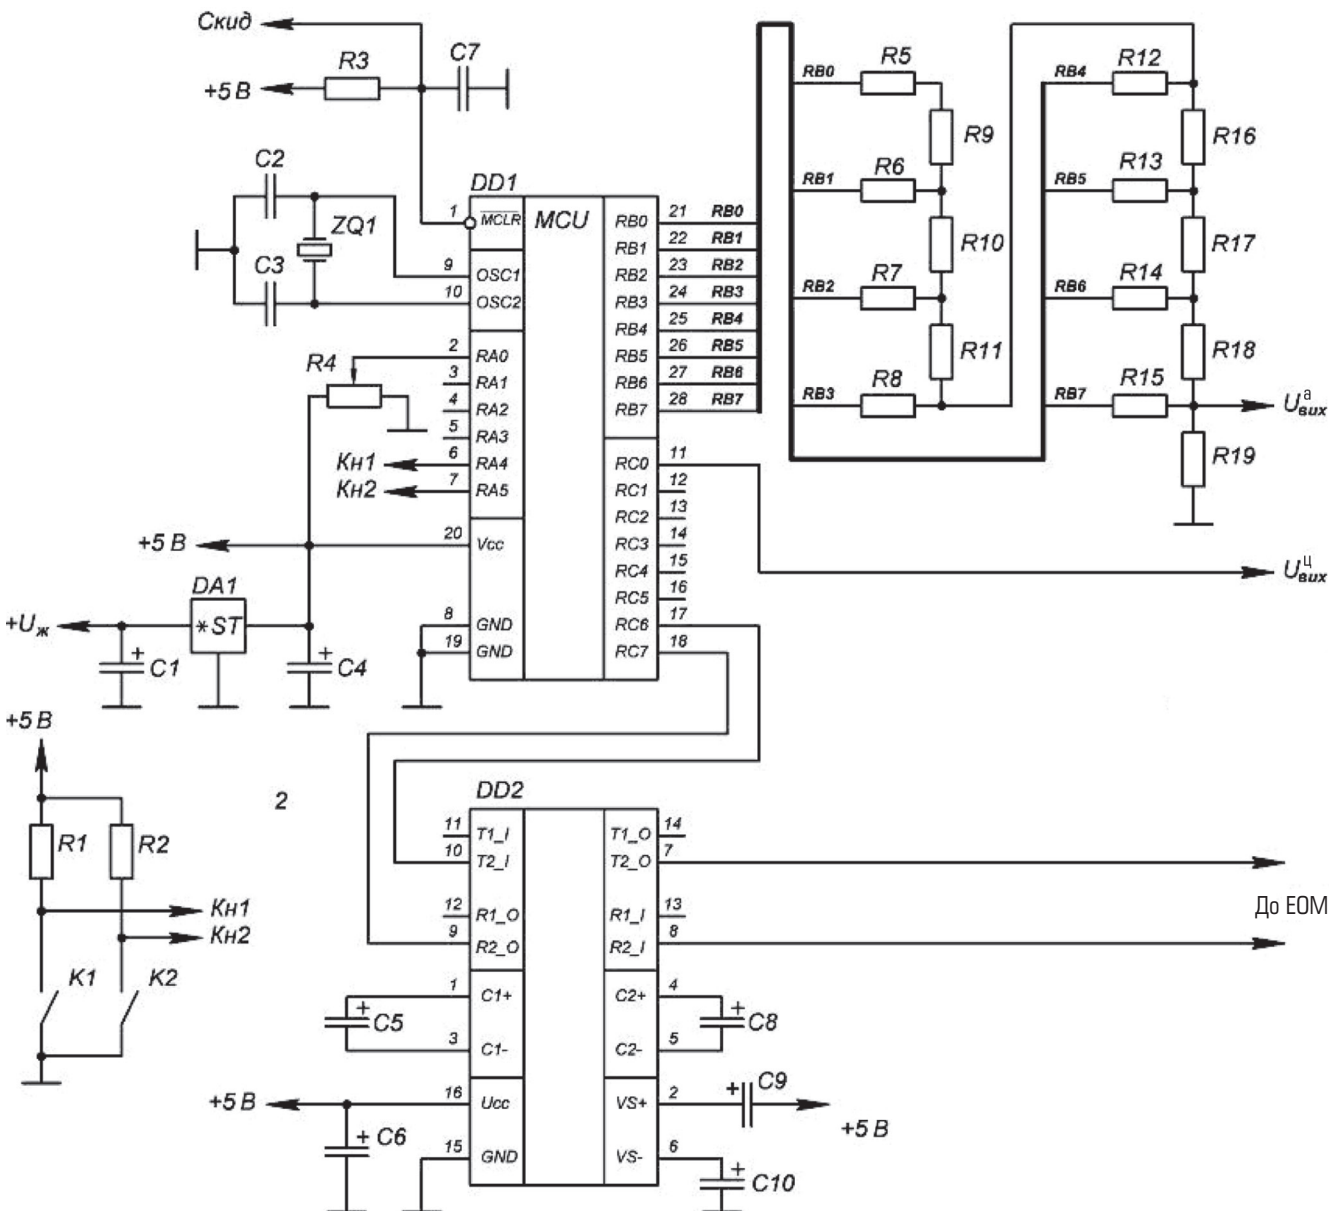 Скид
R3
C7
+5 В
C2
ZQ1
C3
DD1
MCU
1 MCLR
9 OSC1
10 OSC2
2 RA0
3 RA1
4 RA2
5 RA3
6 RA4
7 RA5
20 Vcc
8 GND
19 GND
R4
Кн1
Кн2
+5 В
DA1
*ST
+Uж
+ C1
+ C4
RB0 21 RB0
RB1 22 RB1
RB2 23 RB2
RB3 24 RB3
RB4 25 RB4
RB5 26 RB5
RB6 27 RB6
RB7 28 RB7
RC0 11
RC1 12
RC2 13
RC3 14
RC4 15
RC5 16
RC6 17
RC7 18
RB0 R5
R9
RB1 R6
R10
RB2 R7
R11
RB3 R8
RB4 R12
R16
RB5 R13
R17
RB6 R14
R18
RB7 R15
R19
Uвих а
Uвих ц
+5 В
R1
R2
Кн1
Кн2
K1
K2
2
DD2
11 T1_I
10 T2_I
12 R1_O
9 R2_O
1 C1+
3 C1-
16 Ucc
15 GND
T1_O 14
T2_O 7
R1_I 13
R2_I 8
C2+ 4
C2- 5
VS+ 2
VS- 6
До ЕОМ
+ C5
+ C8
+5 В
+ C6
+ C9
+5 В
+ C10